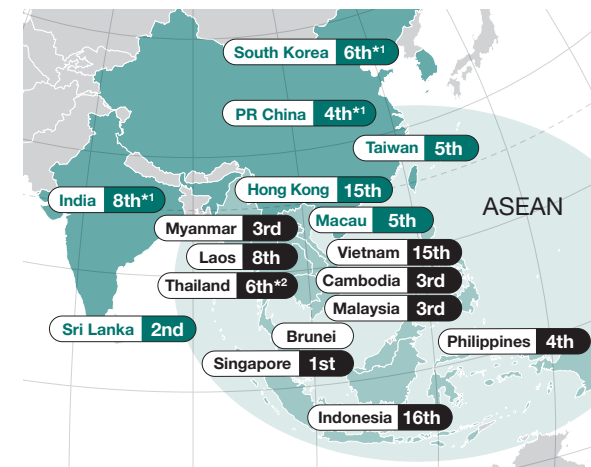 South Korea 6th*1
PR China 4th*1
Taiwan 5th
Hong Kong 15th
India 8th*1
ASEAN
Macau 5th
Myanmar 3rd
Vietnam 15th
Laos 8th
Cambodia 3rd
Thailand 6th*2
Malaysia 3rd
Sri Lanka 2nd
Brunei
Philippines 4th
Singapore 1st
Indonesia 16th